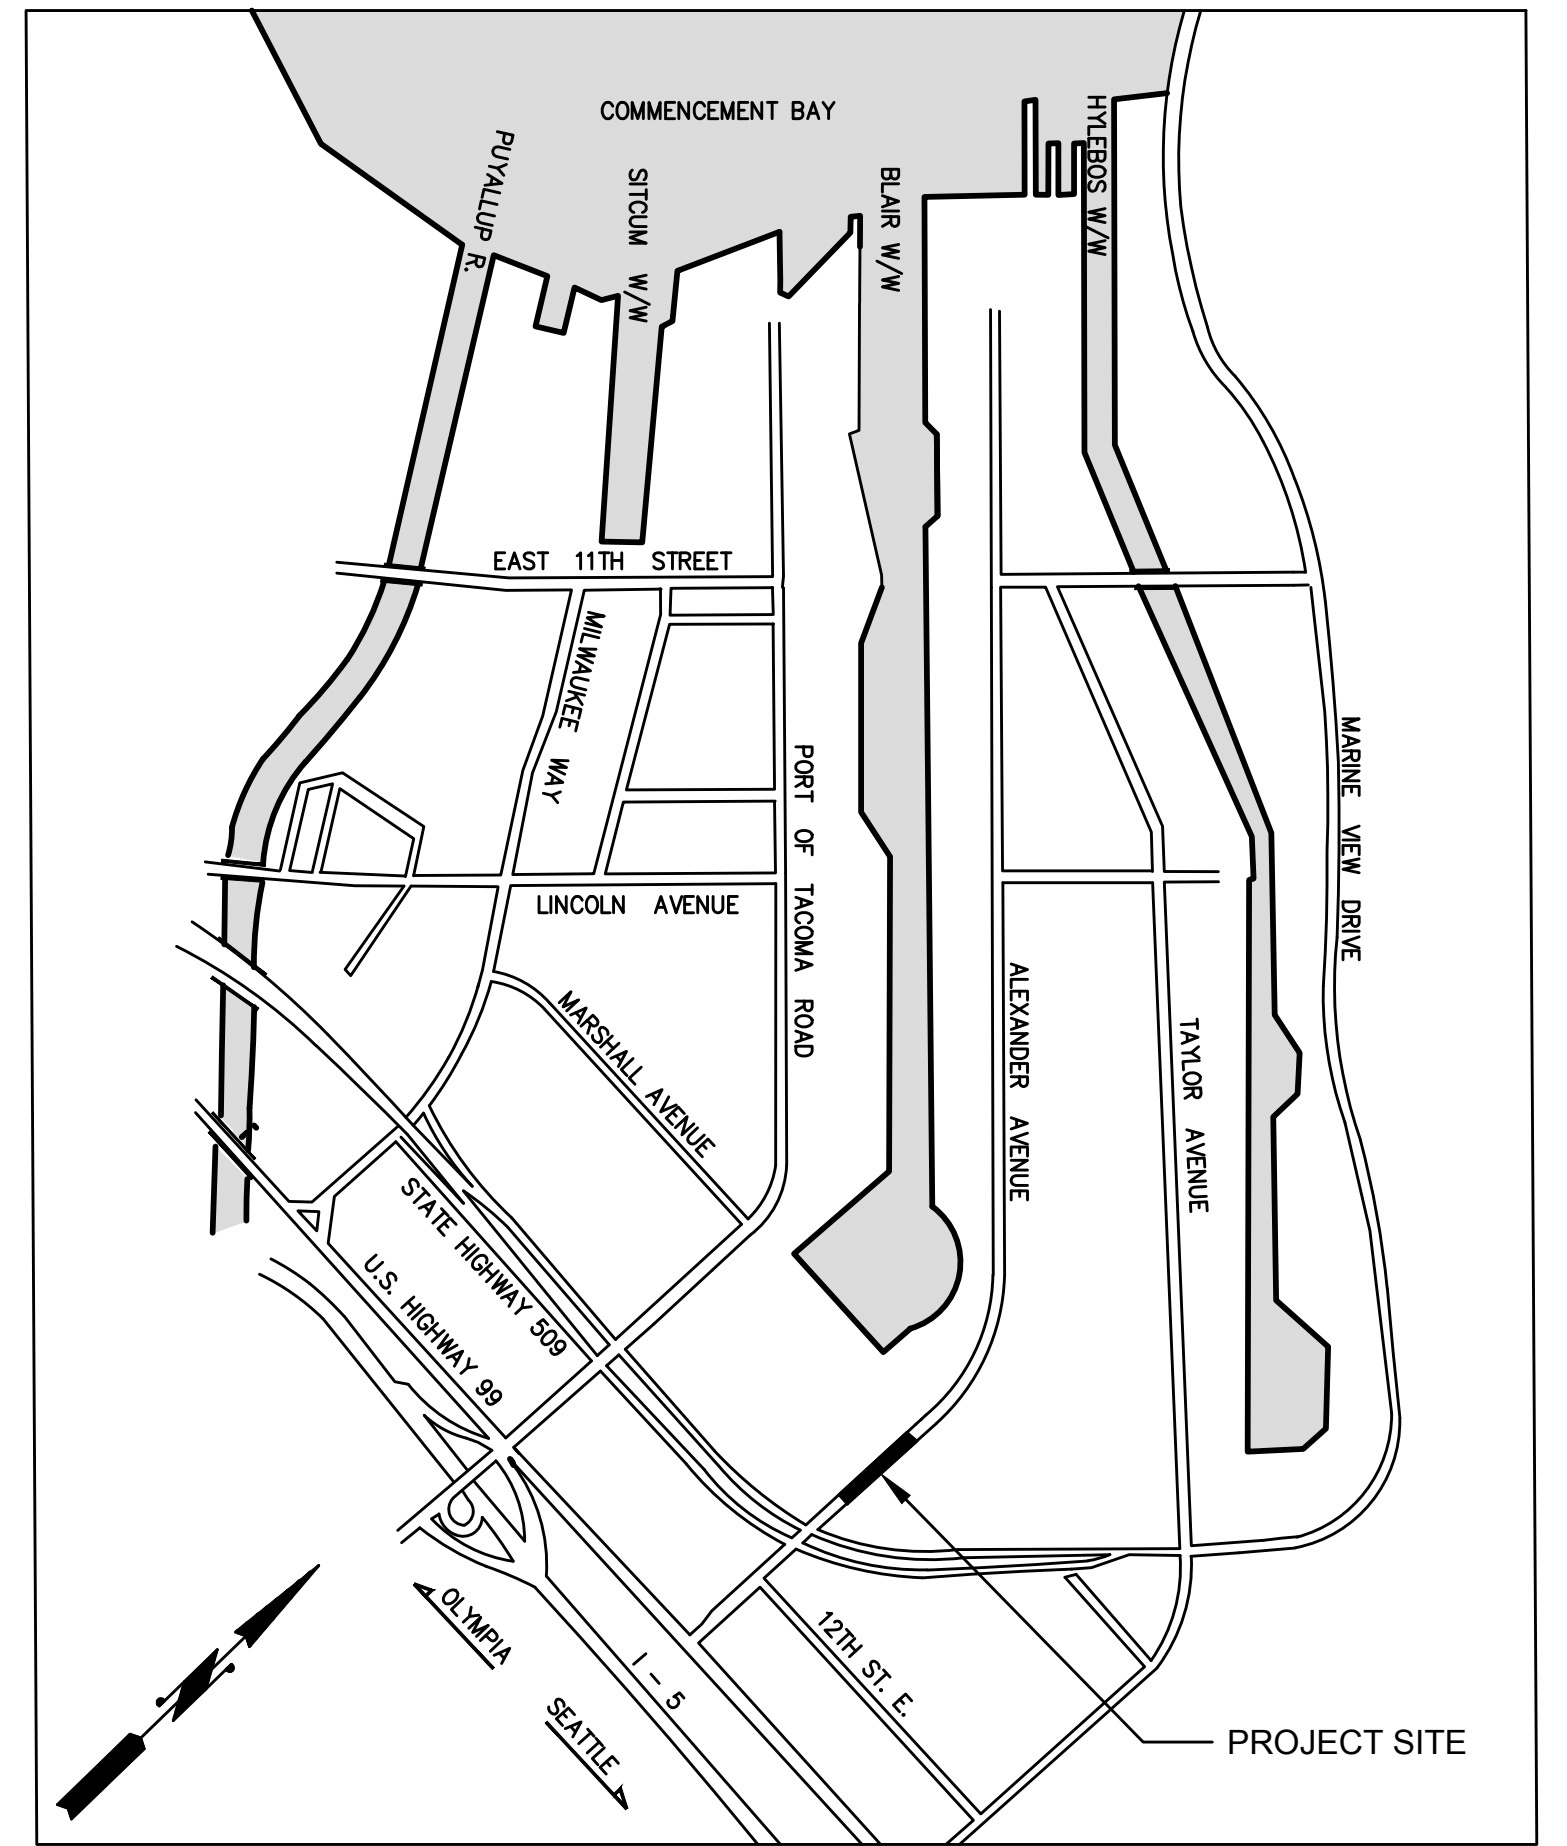 COMMENCEMENT BAY
PUYALLUP R.
SITCUM W/W
BLAIR W/W
HYLEBOS W/W
EAST 11TH STREET
MILWAUKEE WAY
PORT OF TACOMA ROAD
MARINE VIEW DRIVE
LINCOLN AVENUE
MARSHALL AVENUE
ALEXANDER AVENUE
TAYLOR AVENUE
STATE HIGHWAY 509
U.S. HIGHWAY 99
OLYMPIA
SEATTLE
I - 5
12TH ST. E.
PROJECT SITE